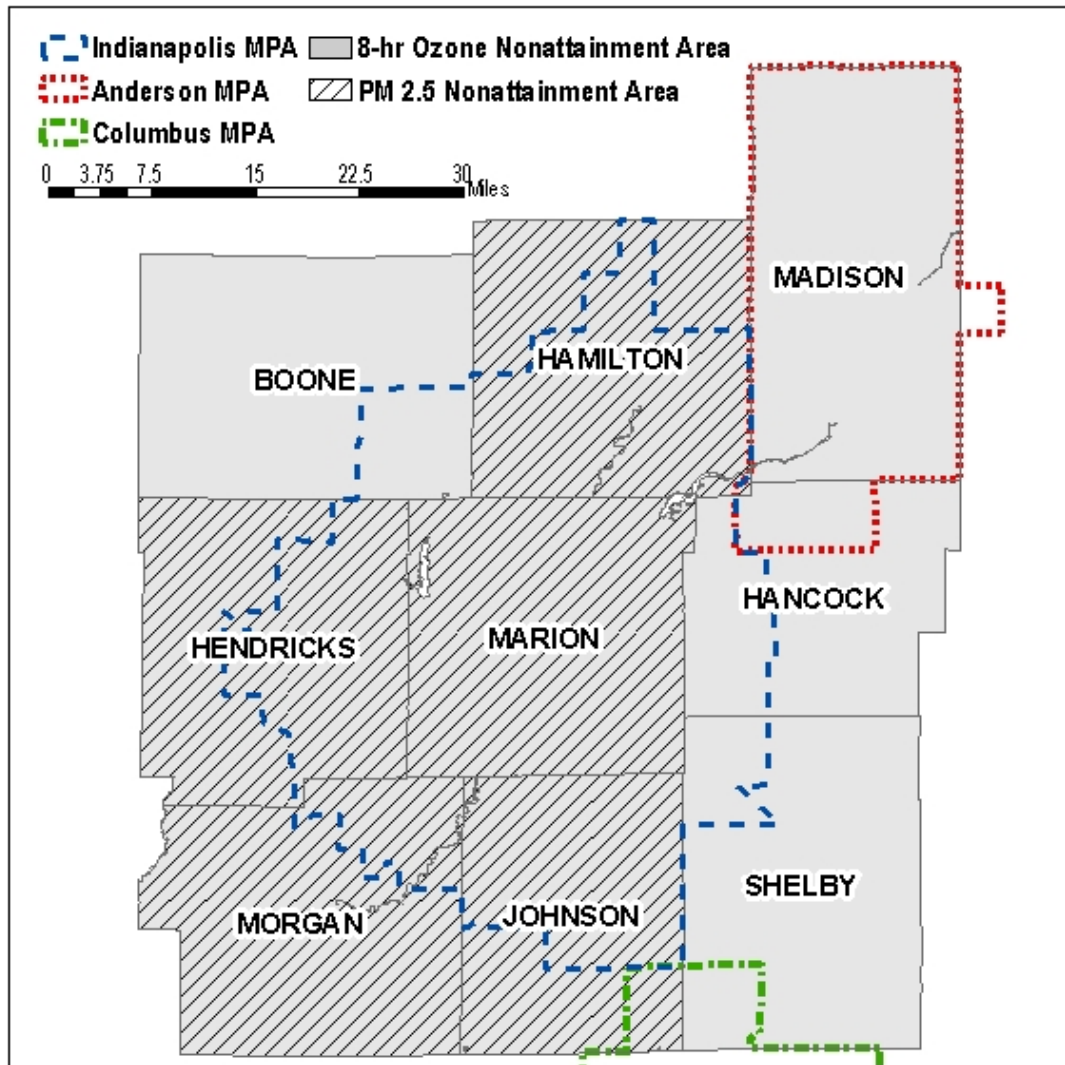 Indianapolis MPA 8-hr Ozone Nonattainment Area
Anderson MPA PM 2.5 Nonattainment Area
Columbus MPA
0 3.75 7.5 15 22.5 30
Miles
MADISON
HAMILTON
BOONE
HANCOCK
MARION
HENDRICKS
SHELBY
JOHNSON
MORGAN